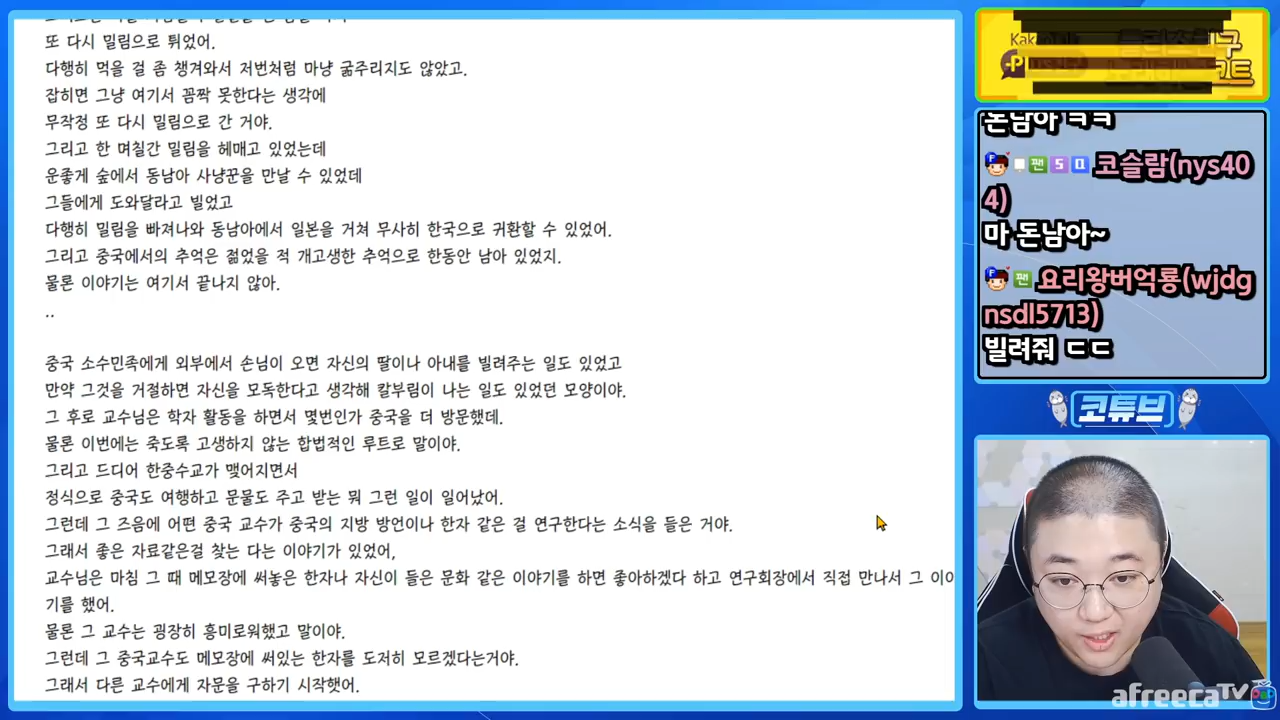 또 다시 밀림으로 튀었어.
다행히 먹을 걸 좀 챙겨와서 저번처럼 마냥 굶주리지도 않았고.
잡히면 그냥 여기서 꼼짝 못한다는 생각에
무작정 또 다시 밀림으로 간 거야.
그리고 한 며칠간 밀림을 헤매고 있었는데
운좋게 숲에서 동남아 사냥꾼을 만날 수 있었데
그들에게 도와달라고 빌었고
다행히 밀림을 빠져나와 동남아에서 일본을 거쳐 무사히 한국으로 귀환할 수 있었어.
그리고 중국에서의 추억은 젊었을 적 개고생한 추억으로 한동안 남아 있었지.
물론 이야기는 여기서 끝나지 않아.
..
중국 소수민족에게 외부에서 손님이 오면 자신의 딸이나 아내를 빌려주는 일도 있었고
만약 그것을 거절하면 자신을 모독한다고 생각해 칼부림이 나는 일도 있었던 모양이야.
그 후로 교수님은 학자 활동을 하면서 몇번인가 중국을 더 방문했데.
물론 이번에는 죽도록 고생하지 않는 합법적인 루트로 말이야.
그리고 드디어 한중수교가 맺어지면서
정식으로 중국도 여행하고 문물도 주고 받는 뭐 그런 일이 일어났어.
그런데 그 즈음에 어떤 중국 교수가 중국의 지방 방언이나 한자 같은 걸 연구한다는 소식을 들은 거야.
그래서 좋은 자료같은걸 찾는 다는 이야기가 있었어,
교수님은 마침 그 때 메모장에 써놓은 한자나 자신이 들은 문화 같은 이야기를 하면 좋아하겠다 하고 연구회장에서 직접 만나서 그 이야
기를 했어.
물론 그 교수는 굉장히 흥미로워했고 말이야.
그런데 그 중국교수도 메모장에 써있는 한자를 도저히 모르겠다는거야.
그래서 다른 교수에게 자문을 구하기 시작햇어.
돈남아 ㅋㅋ
F 팬 5 코슬람(nys40
4)
마 돈남아~
F 팬 요리왕버억룡(wjdg
nsdl5713)
빌려줘 ㄷㄷ
코튜브
afreecaTV